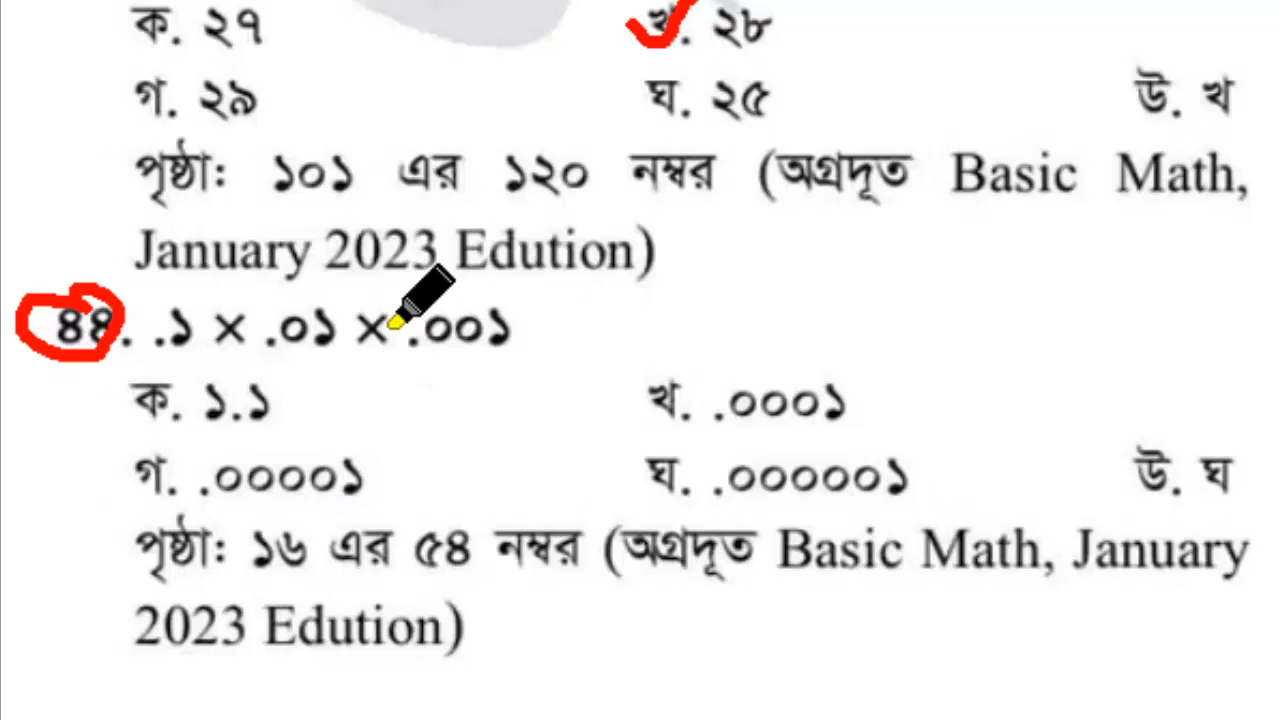 ক. ২৭ খ. ২৮
গ. ২৯ ঘ. ২৫ উ. খ
পৃষ্ঠা: ১০১ এর ১২০ নম্বর (অগ্রদূত Basic Math,
January 2023 Edution)
৪৪. .১ × .০১ × .০০১
ক. ১.১ খ. .০০০১
গ. .০০০০১ ঘ. .০০০০০১ উ. ঘ
পৃষ্ঠা: ১৬ এর ৫৪ নম্বর (অগ্রদূত Basic Math, January
2023 Edution)